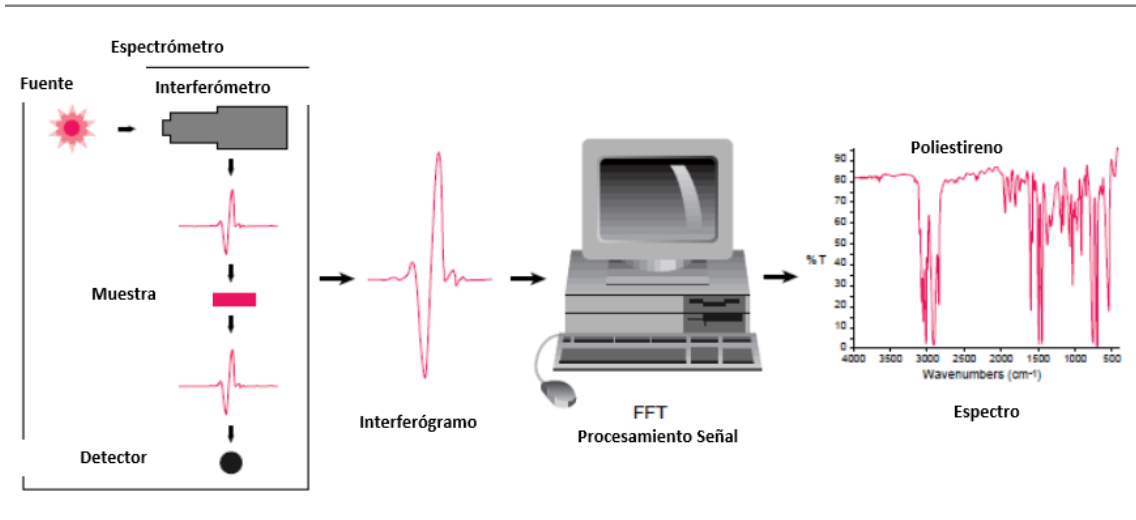 Espectrómetro
Fuente
Interferómetro
Muestra
Detector
Interferógramo
FFT
Procesamiento Señal
Poliestireno
%T
90
80
70
60
50
40
30
20
10
0
4000 3500 3000 2500 2000 1500 1000 500
Wavenumbers (cm-1)
Espectro